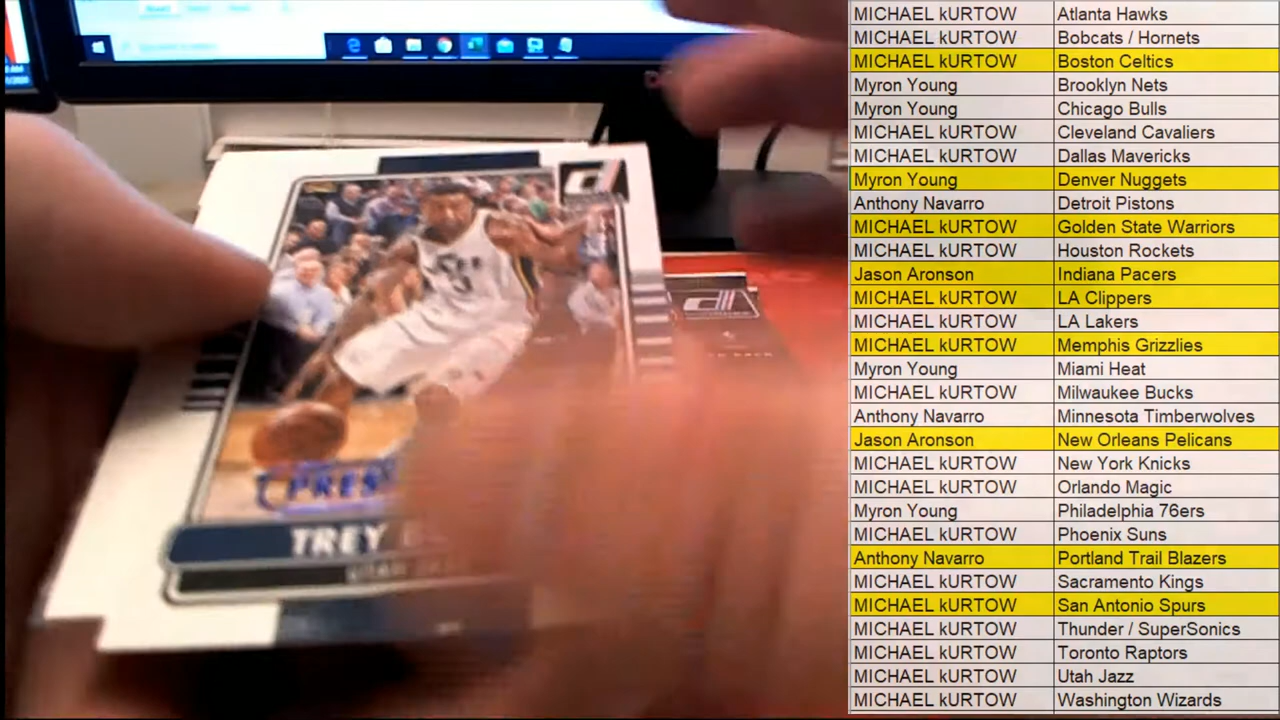 MICHAEL kURTOW Atlanta Hawks
MICHAEL kURTOW Bobcats / Hornets
MICHAEL kURTOW Boston Celtics
Myron Young Brooklyn Nets
Myron Young Chicago Bulls
MICHAEL kURTOW Cleveland Cavaliers
MICHAEL kURTOW Dallas Mavericks
Myron Young Denver Nuggets
Anthony Navarro Detroit Pistons
MICHAEL kURTOW Golden State Warriors
MICHAEL kURTOW Houston Rockets
Jason Aronson Indiana Pacers
MICHAEL kURTOW LA Clippers
MICHAEL kURTOW LA Lakers
MICHAEL kURTOW Memphis Grizzlies
Myron Young Miami Heat
MICHAEL kURTOW Milwaukee Bucks
Anthony Navarro Minnesota Timberwolves
Jason Aronson New Orleans Pelicans
MICHAEL kURTOW New York Knicks
MICHAEL kURTOW Orlando Magic
Myron Young Philadelphia 76ers
MICHAEL kURTOW Phoenix Suns
Anthony Navarro Portland Trail Blazers
MICHAEL kURTOW Sacramento Kings
MICHAEL kURTOW San Antonio Spurs
MICHAEL kURTOW Thunder / SuperSonics
MICHAEL kURTOW Toronto Raptors
MICHAEL kURTOW Utah Jazz
MICHAEL kURTOW Washington Wizards
3
PRES
TREY
UTAH